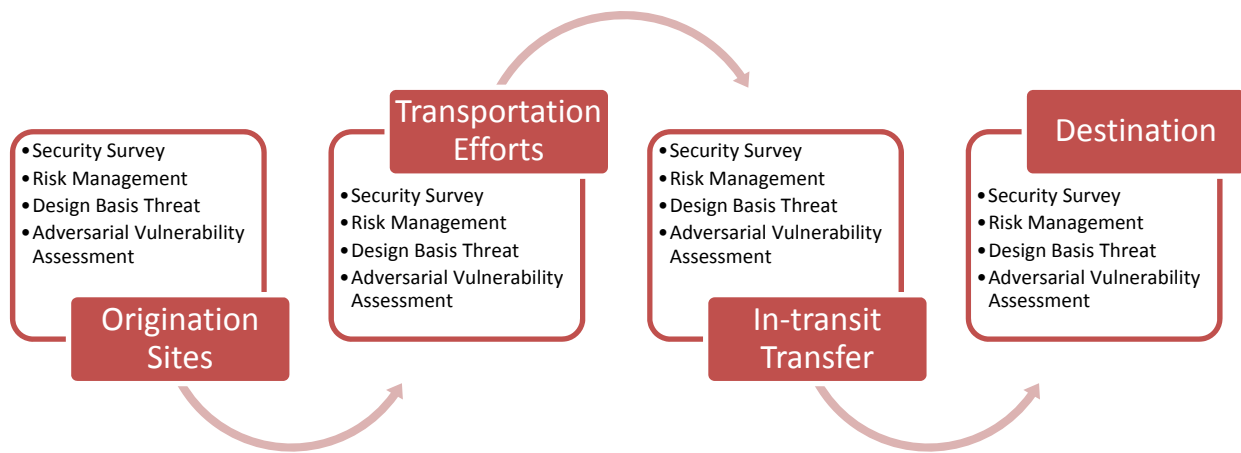 •Security Survey
•Risk Management
•Design Basis Threat
•Adversarial Vulnerability
Assessment
Origination
Sites
Transportation
Efforts
•Security Survey
•Risk Management
•Design Basis Threat
•Adversarial Vulnerability
Assessment
•Security Survey
•Risk Management
•Design Basis Threat
•Adversarial Vulnerability
Assessment
In-transit
Transfer
Destination
•Security Survey
•Risk Management
•Design Basis Threat
•Adversarial Vulnerability
Assessment